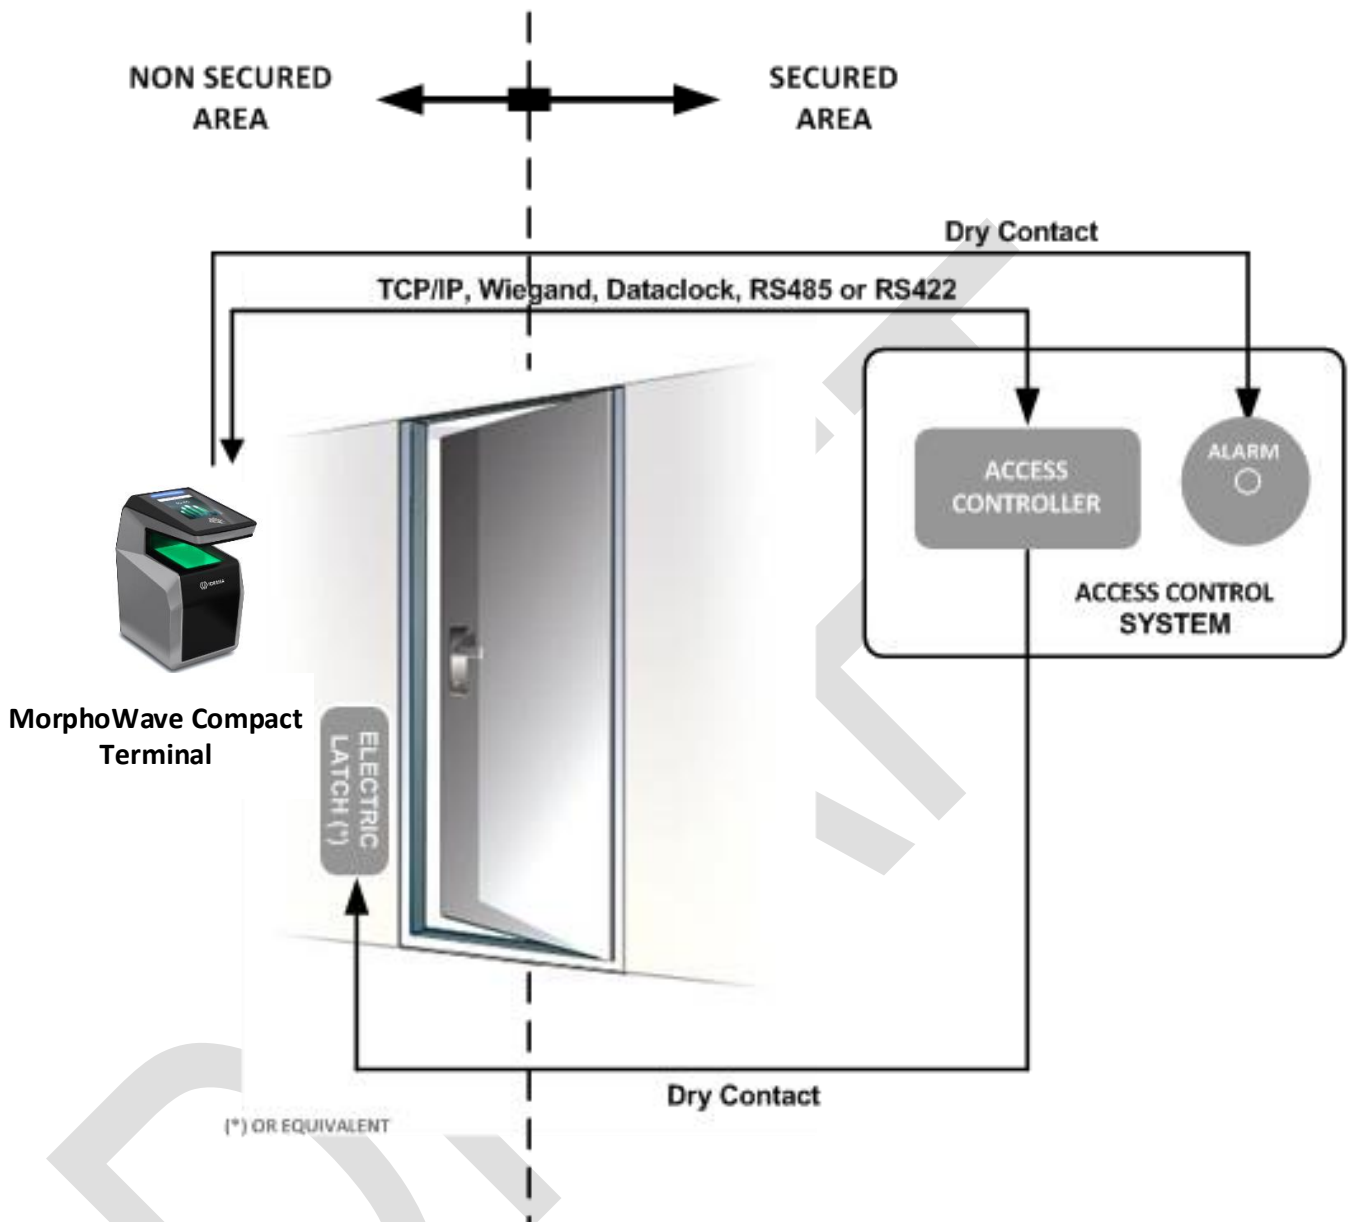 NON SECURED
AREA
SECURED
AREA
Dry Contact
TCP/IP, Wiegand, Dataclock, RS485 or RS422
ACCESS
CONTROLLER
ALARM
ACCESS CONTROL
SYSTEM
MorphoWave Compact
Terminal
ELECTRIC
LATCH (*)
Dry Contact
(*) OR EQUIVALENT
DRAFT